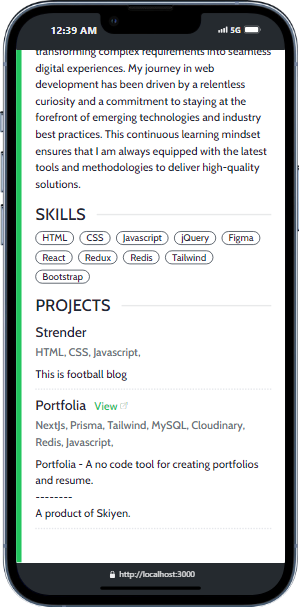 12:39 AM
5G
transforming complex requirements into seamless
digital experiences. My journey in web
development has been driven by a relentless
curiosity and a commitment to staying at the
forefront of emerging technologies and industry
best practices. This continuous learning mindset
ensures that I am always equipped with the latest
tools and methodologies to deliver high-quality
solutions.
SKILLS
HTML CSS Javascript jQuery Figma
React Redux Redis Tailwind
Bootstrap
PROJECTS
Strender
HTML, CSS, Javascript,
This is football blog
Portfolia View
NextJs, Prisma, Tailwind, MySQL, Cloudinary,
Redis, Javascript,
Portfolia - A no code tool for creating portfolios
and resume.
--------
A product of Skiyen.
http://localhost:3000